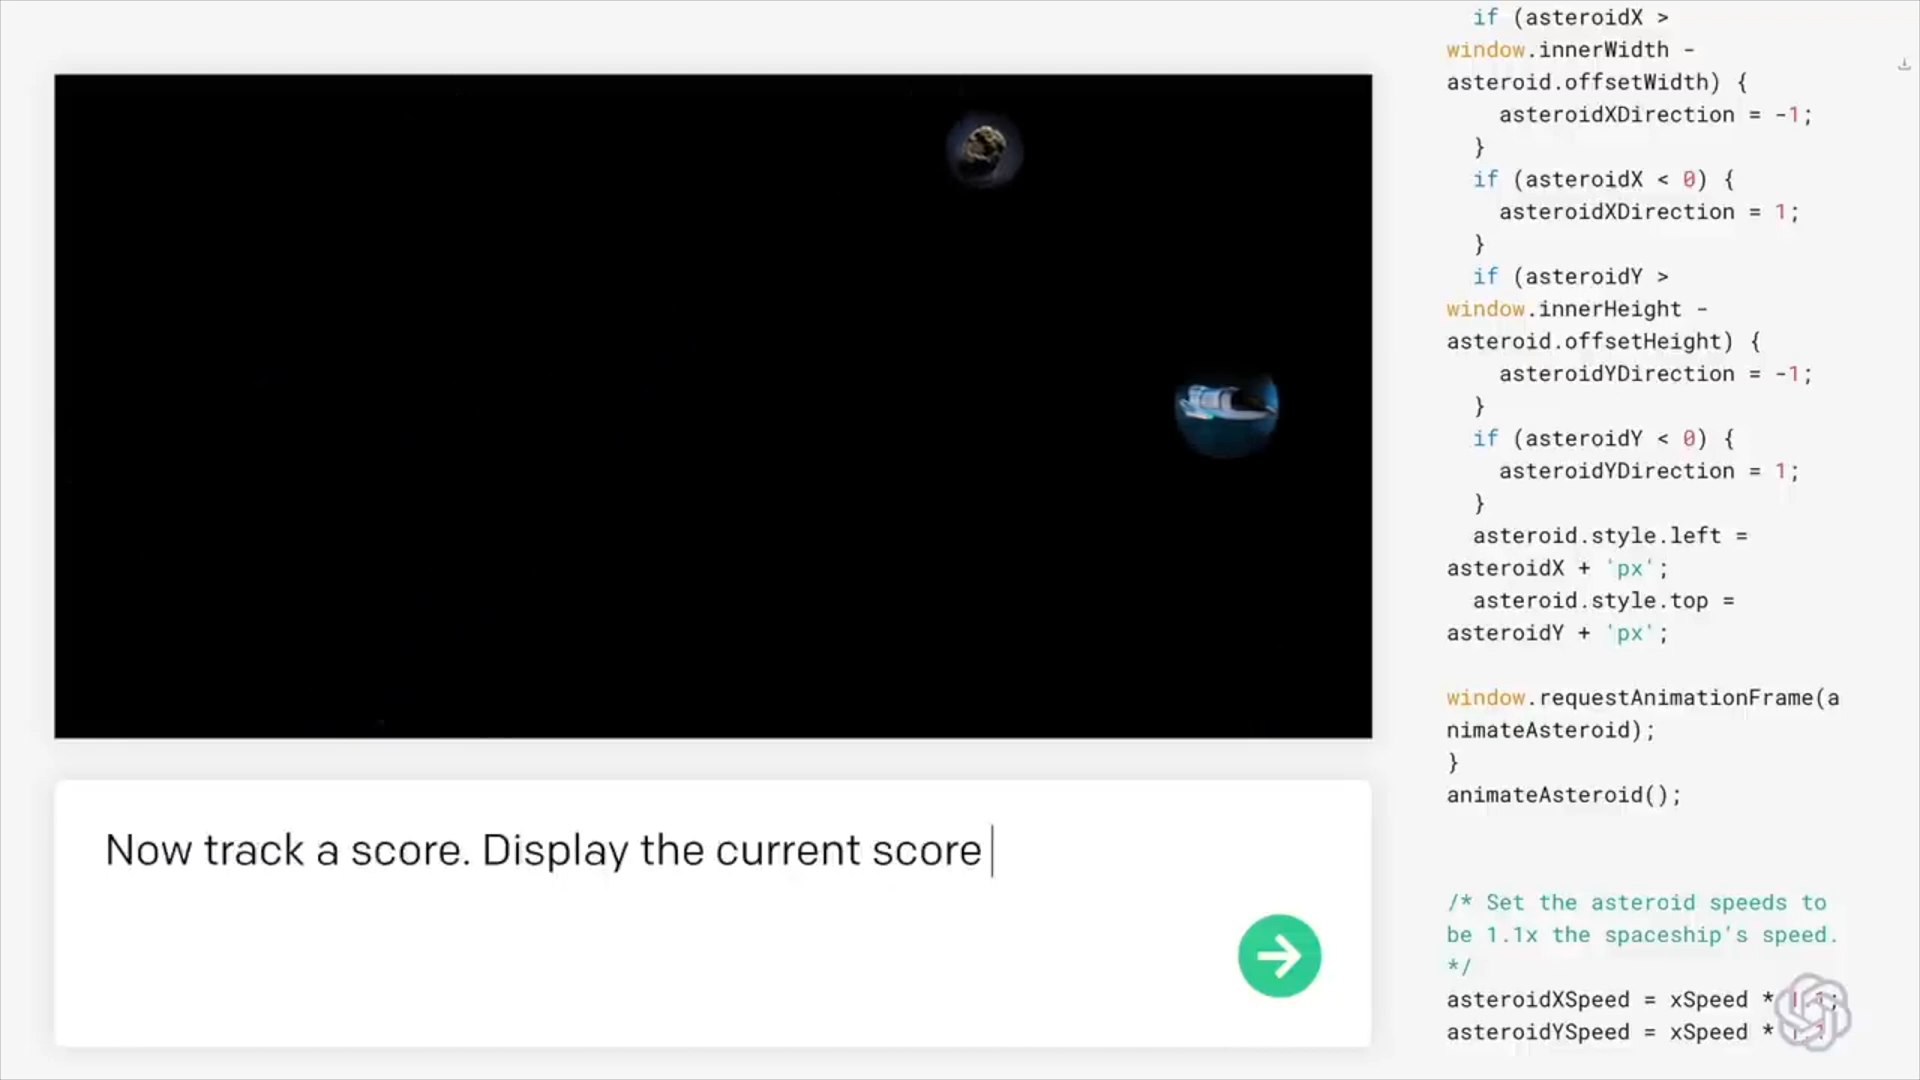 if (asteroidX >
window.innerWidth -
asteroid.offsetWidth) {
asteroidXDirection = -1;
}
if (asteroidX < 0) {
asteroidXDirection = 1;
}
if (asteroidY >
window.innerHeight -
asteroid.offsetHeight) {
asteroidYDirection = -1;
}
if (asteroidY < 0) {
asteroidYDirection = 1;
}
asteroid.style.left =
asteroidX + 'px';
asteroid.style.top =
asteroidY + 'px';
window.requestAnimationFrame(a
nimateAsteroid);
}
animateAsteroid();
/* Set the asteroid speeds to
be 1.1x the spaceship's speed.
*/
asteroidXSpeed = xSpeed *
asteroidYSpeed = xSpeed *
Now track a score. Display the current score